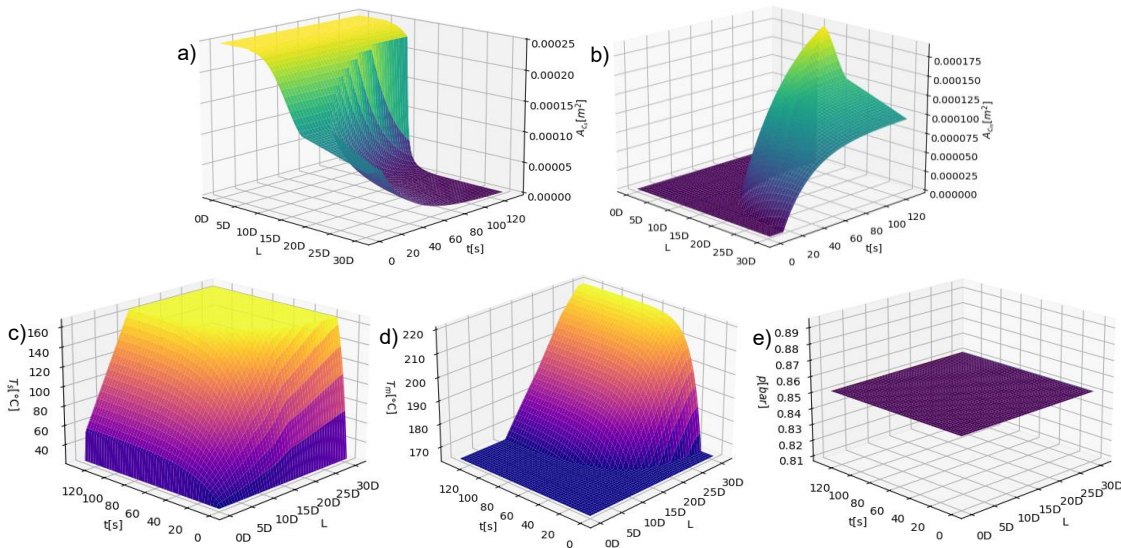 a)
0.00025
0.00020
0.00015
0.00010
0.00005
0.00000
A_{c_s}[m²]
0D
5D
10D
15D
20D
25D
30D
L
0
20
40
60
80
100
120
t[s]
b)
0.000175
0.000150
0.000125
0.000100
0.000075
0.000050
0.000025
0.000000
A_{c_m}[m²]
0D
5D
10D
15D
20D
25D
30D
L
0
20
40
60
80
100
120
t[s]
c)
160
140
120
100
80
60
40
T_s[°C]
120
100
80
60
40
20
0
t[s]
0D
5D
10D
15D
20D
25D
30D
L
d)
220
210
200
190
180
170
T_m[°C]
120
100
80
60
40
20
0
t[s]
0D
5D
10D
15D
20D
25D
30D
L
e)
0.89
0.88
0.87
0.86
0.85
0.84
0.83
0.82
0.81
p[bar]
120
100
80
60
40
20
0
t[s]
0D
5D
10D
15D
20D
25D
30D
L